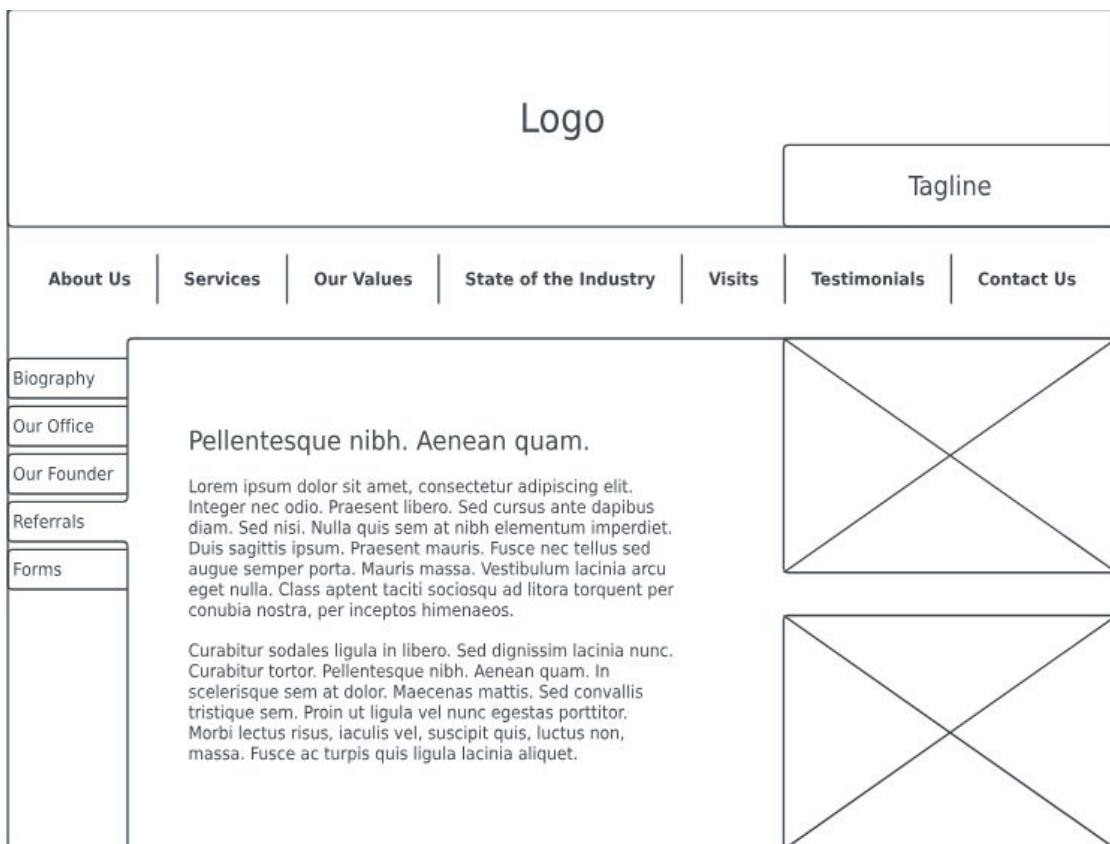 Logo
Tagline
About Us
Services
Our Values
State of the Industry
Visits
Testimonials
Contact Us
Biography
Our Office
Our Founder
Referrals
Forms
Pellentesque nibh. Aenean quam.
Lorem ipsum dolor sit amet, consectetur adipiscing elit.
Integer nec odio. Praesent libero. Sed cursus ante dapibus
diam. Sed nisi. Nulla quis sem at nibh elementum imperdiet.
Duis sagittis ipsum. Praesent mauris. Fusce nec tellus sed
augue semper porta. Mauris massa. Vestibulum lacinia arcu
eget nulla. Class aptent taciti sociosqu ad litora torquent per
conubia nostra, per inceptos himenaeos.
Curabitur sodales ligula in libero. Sed dignissim lacinia nunc.
Curabitur tortor. Pellentesque nibh. Aenean quam. In
scelerisque sem at dolor. Maecenas mattis. Sed convallis
tristique sem. Proin ut ligula vel nunc egestas porttitor.
Morbi lectus risus, iaculis vel, suscipit quis, luctus non,
massa. Fusce ac turpis quis ligula lacinia aliquet.